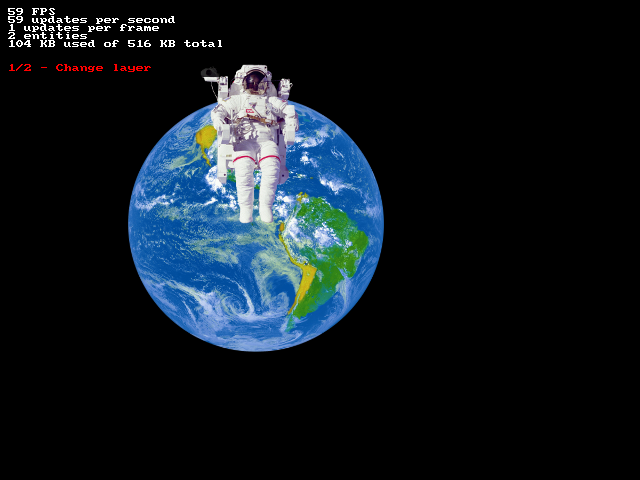 59 FPS
59 updates per second
1 updates per frame
2 entities
104 KB used of 516 KB total
1/2 - Change layer